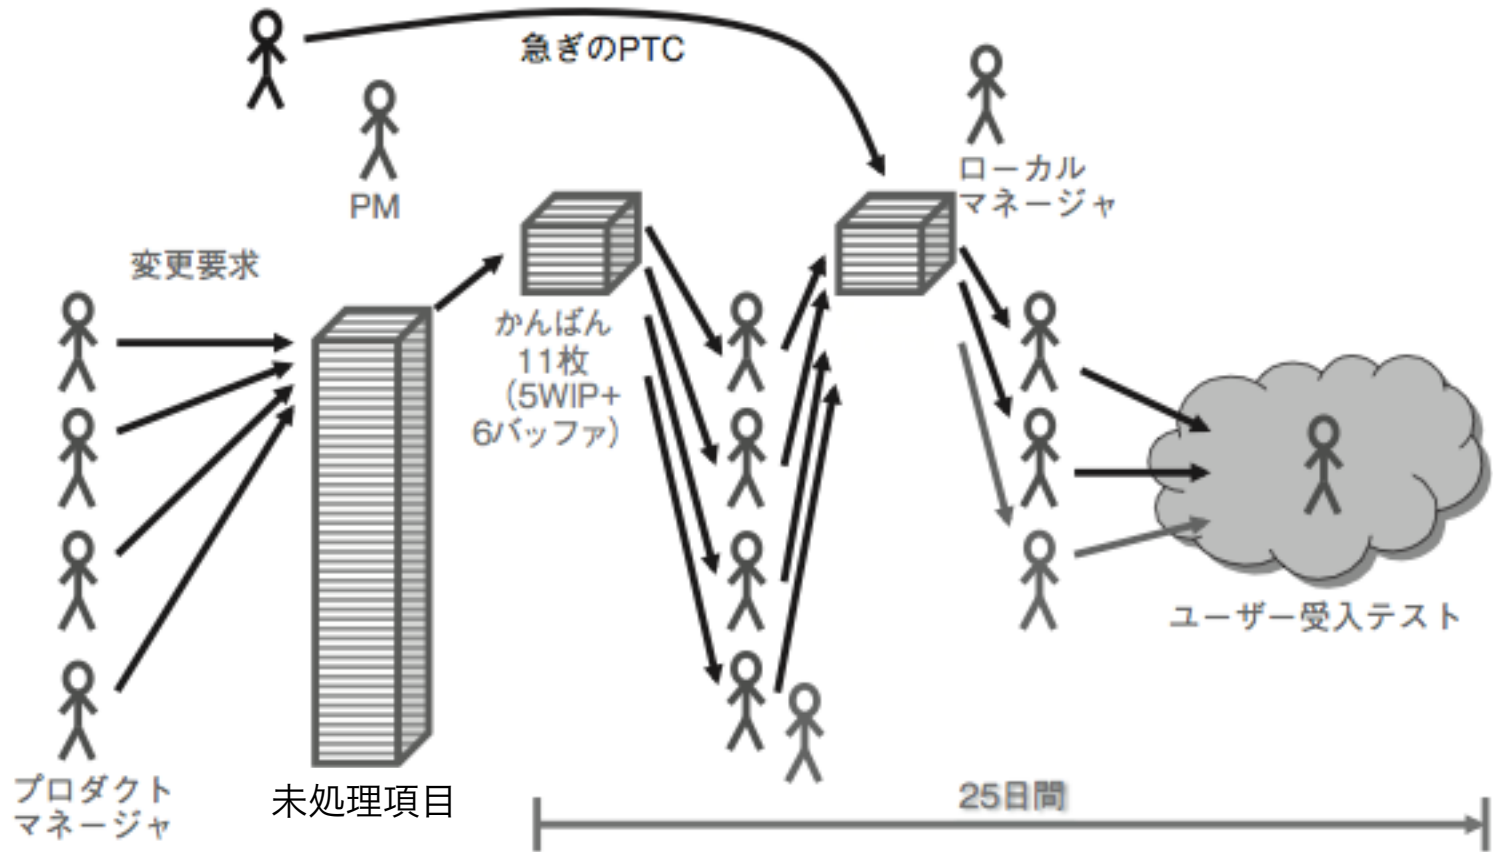 急ぎのPTC
PM
ローカル
マネージャ
変更要求
かんばん
11枚
（5WIP+
6バッファ）
ユーザー受入テスト
プロダクト
マネージャ
未処理項目
25日間